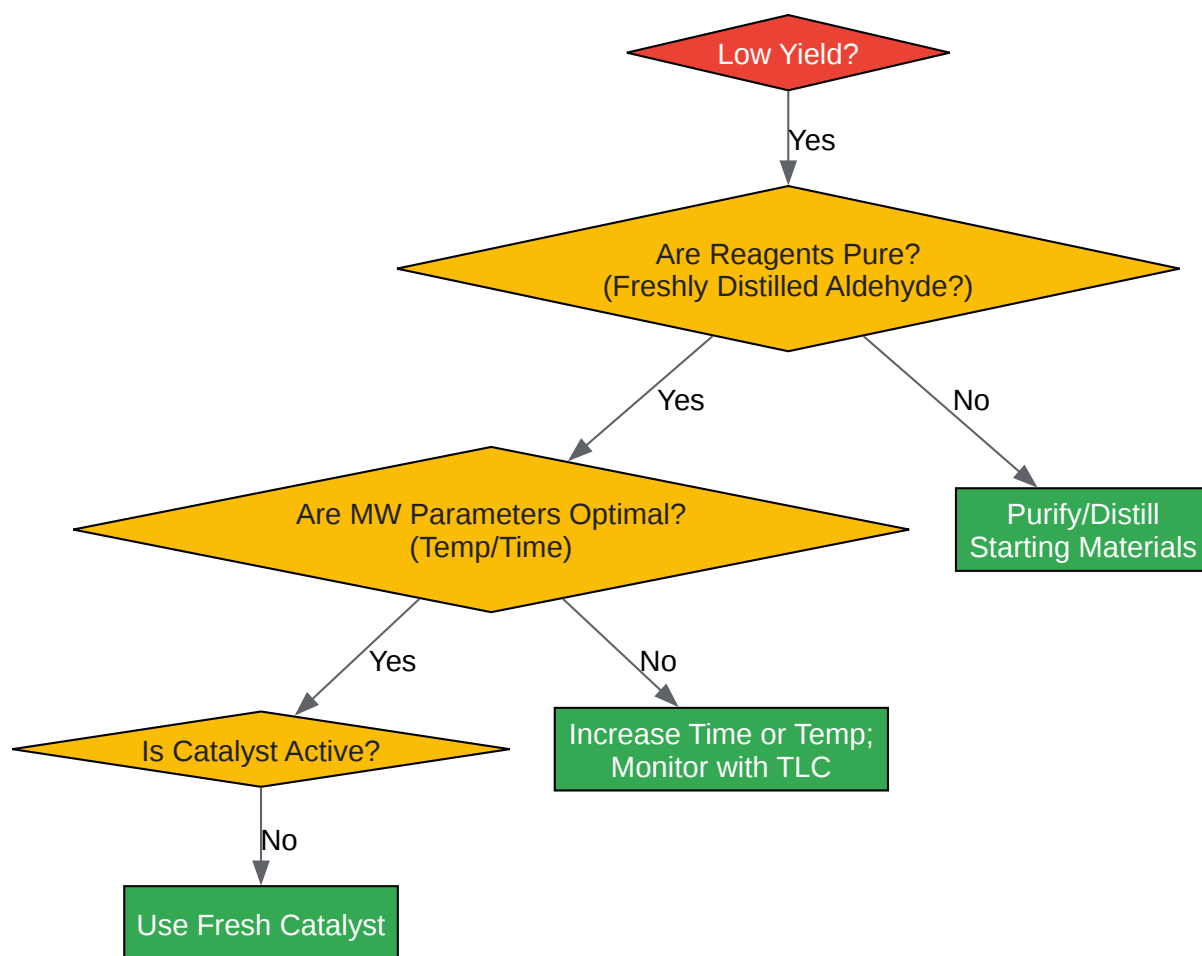 Low Yield?
Yes
Are Reagents Pure?
(Freshly Distilled Aldehyde?)
Yes
No
Are MW Parameters Optimal?
(Temp/Time)
Purify/Distill
Starting Materials
Yes
No
Is Catalyst Active?
Increase Time or Temp;
Monitor with TLC
No
Use Fresh Catalyst